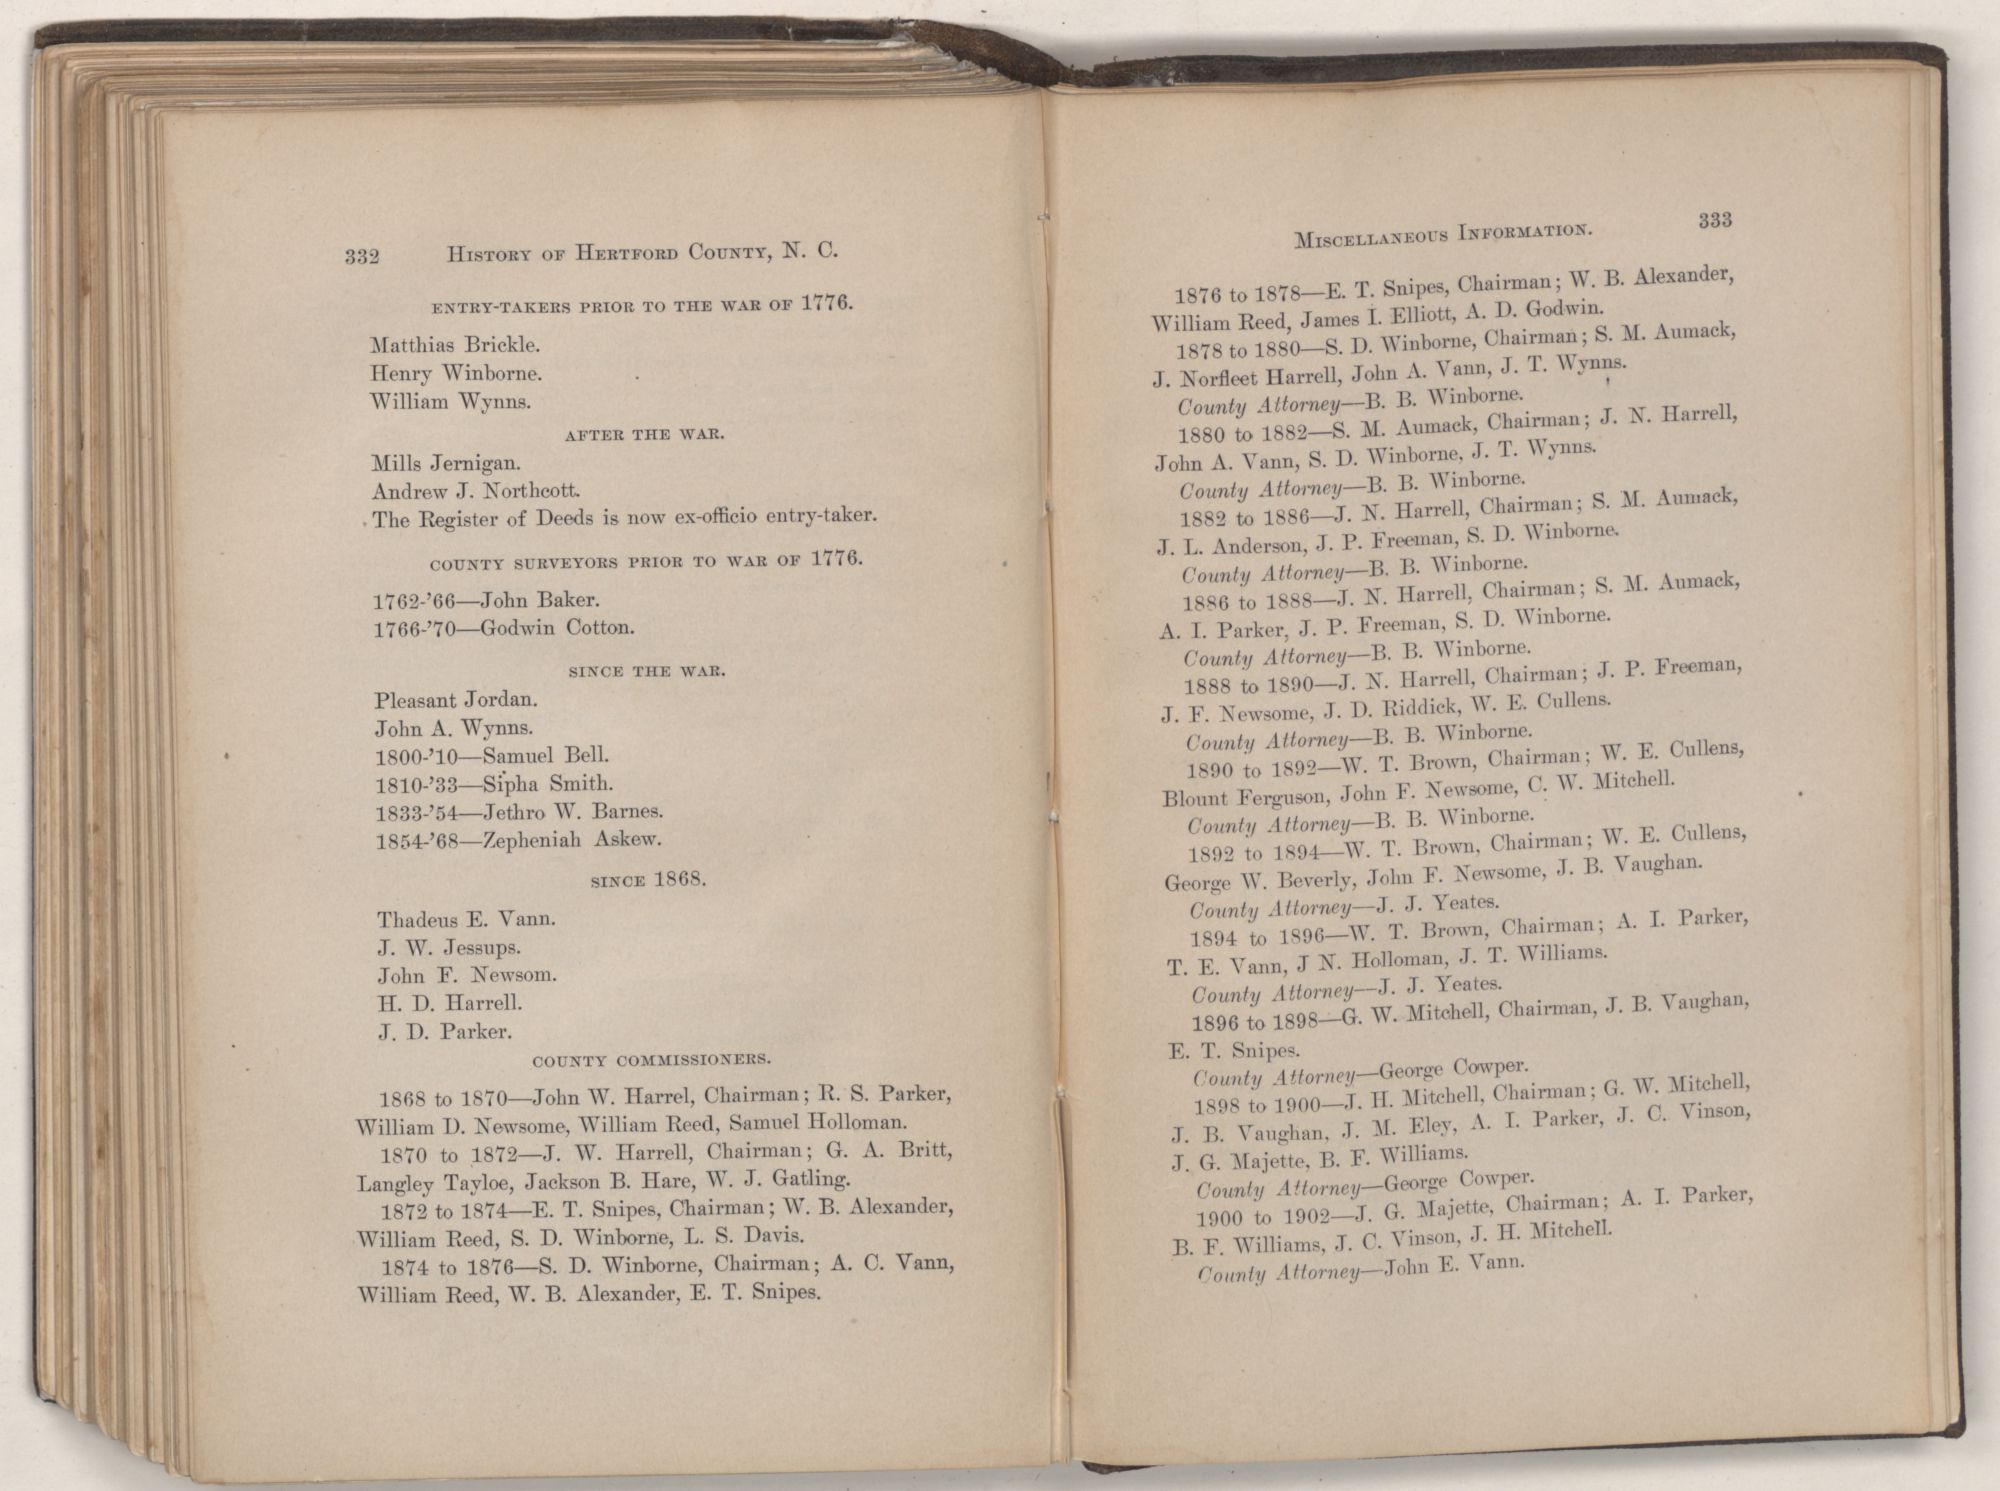 332 History of Hertford County, N. C.
ENTRY-TAKERS PRIOR TO THE WAR OF 1776.
Matthias Brickle.
Henry Winborne.
William Wynns.
AFTER THE WAR.
Mills Jernigan.
Andrew J. Northcott.
The Register of Deeds is now ex-officio entry-taker.
COUNTY SURVEYORS PRIOR TO WAR OF 1776.
1762-'66—John Baker.
1766-'70—Godwin Cotton.
SINCE THE WAR.
Pleasant Jordan.
John A. Wynns.
1800-'10—Samuel Bell.
1810-'33—Sipha Smith.
1833-'54—Jethro W. Barnes.
1854-'68—Zepheniah Askew.
SINCE 1868.
Thadeus E. Vann.
J. W. Jessups.
John F. Newsom.
H. D. Harrell.
J. D. Parker.
COUNTY COMMISSIONERS.
1868 to 1870—John W. Harrel, Chairman; R. S. Parker,
William D. Newsome, William Reed, Samuel Holloman.
1870 to 1872—J. W. Harrell, Chairman; G. A. Britt,
Langley Tayloe, Jackson B. Hare, W. J. Gatling.
1872 to 1874—E. T. Snipes, Chairman; W. B. Alexander,
William Reed, S. D. Winborne, L. S. Davis.
1874 to 1876—S. D. Winborne, Chairman; A. C. Vann,
William Reed, W. B. Alexander, E. T. Snipes.
Miscellaneous Information. 333
1876 to 1878—E. T. Snipes, Chairman; W. B. Alexander,
William Reed, James I. Elliott, A. D. Godwin.
1878 to 1880—S. D. Winborne, Chairman; S. M. Aumack,
J. Norfleet Harrell, John A. Vann, J. T. Wynns.
County Attorney—B. B. Winborne.
1880 to 1882—S. M. Aumack, Chairman; J. N. Harrell,
John A. Vann, S. D. Winborne, J. T. Wynns.
County Attorney—B. B. Winborne.
1882 to 1886—J. N. Harrell, Chairman; S. M. Aumack,
J. L. Anderson, J. P. Freeman, S. D. Winborne.
County Attorney—B. B. Winborne.
1886 to 1888—J. N. Harrell, Chairman; S. M. Aumack,
A. I. Parker, J. P. Freeman, S. D. Winborne.
County Attorney—B. B. Winborne.
1888 to 1890—J. N. Harrell, Chairman; J. P. Freeman,
J. F. Newsome, J. D. Riddick, W. E. Cullens.
County Attorney—B. B. Winborne.
1890 to 1892—W. T. Brown, Chairman; W. E. Cullens,
Blount Ferguson, John F. Newsome, C. W. Mitchell.
County Attorney—B. B. Winborne.
1892 to 1894—W. T. Brown, Chairman; W. E. Cullens,
George W. Beverly, John F. Newsome, J. B. Vaughan.
County Attorney—J. J. Yeates.
1894 to 1896—W. T. Brown, Chairman; A. I. Parker,
T. E. Vann, J N. Holloman, J. T. Williams.
County Attorney—J. J. Yeates.
1896 to 1898—G. W. Mitchell, Chairman, J. B. Vaughan,
E. T. Snipes.
County Attorney—George Cowper.
1898 to 1900—J. H. Mitchell, Chairman; G. W. Mitchell,
J. B. Vaughan, J. M. Eley, A. I. Parker, J. C. Vinson,
J. G. Majette, B. F. Williams.
County Attorney—George Cowper.
1900 to 1902—J. G. Majette, Chairman; A. I. Parker,
B. F. Williams, J. C. Vinson, J. H. Mitchell.
County Attorney—John E. Vann.